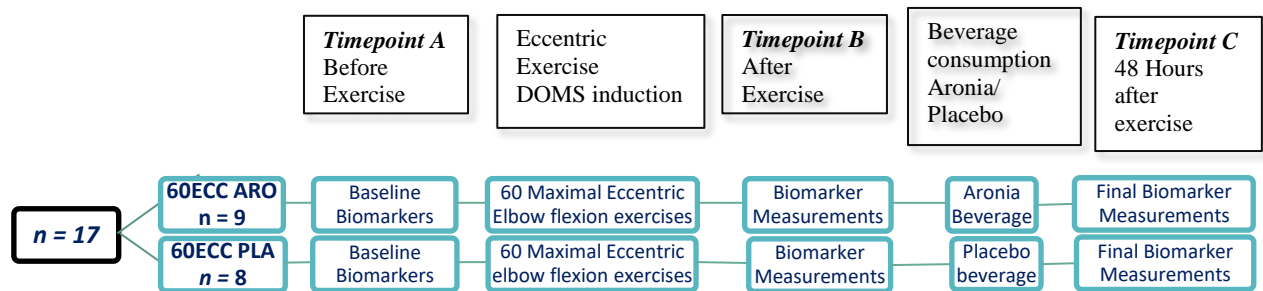 Timepoint A
Before
Exercise
Eccentric
Exercise
DOMS induction
Timepoint B
After
Exercise
Beverage
consumption
Aronia/
Placebo
Timepoint C
48 Hours
after
exercise
n = 17
60ECC ARO
n = 9
Baseline
Biomarkers
60 Maximal Eccentric
Elbow flexion exercises
Biomarker
Measurements
Aronia
Beverage
Final Biomarker
Measurements
60ECC PLA
n = 8
Baseline
Biomarkers
60 Maximal Eccentric
elbow flexion exercises
Biomarker
Measurements
Placebo
beverage
Final Biomarker
Measurements